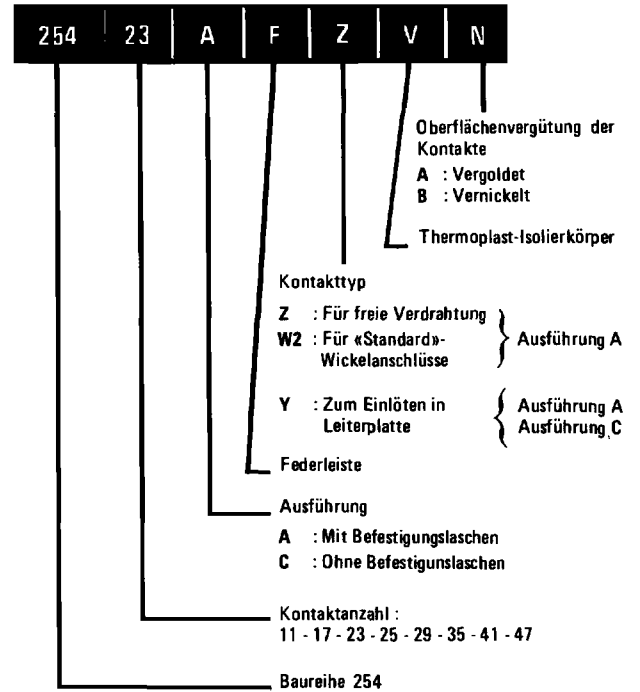 254 23 A F Z V N
Oberflächenvergütung der
Kontakte
A : Vergoldet
B : Vernickelt
Thermoplast-Isolierkörper
Kontakttyp
Z : Für freie Verdrahtung
W2 : Für «Standard»-
Wickelanschlüsse
Ausführung A
Y : Zum Einlöten in
Leiterplatte
Ausführung A
Ausführung C
Federleiste
Ausführung
A : Mit Befestigungslaschen
C : Ohne Befestigunslaschen
Kontaktanzahl :
11 - 17 - 23 - 25 - 29 - 35 - 41 - 47
Baureihe 254